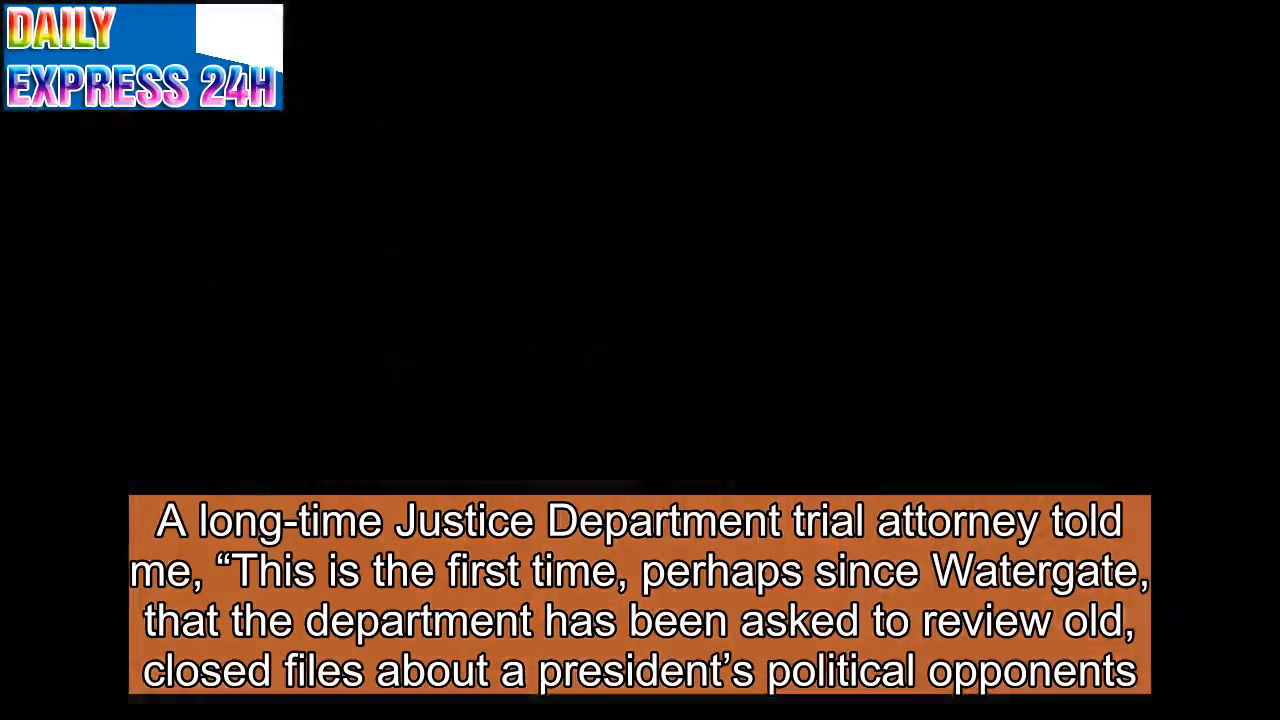 DAILY
EXPRESS 24H
A long-time Justice Department trial attorney told
me, “This is the first time, perhaps since Watergate,
that the department has been asked to review old,
closed files about a president’s political opponents